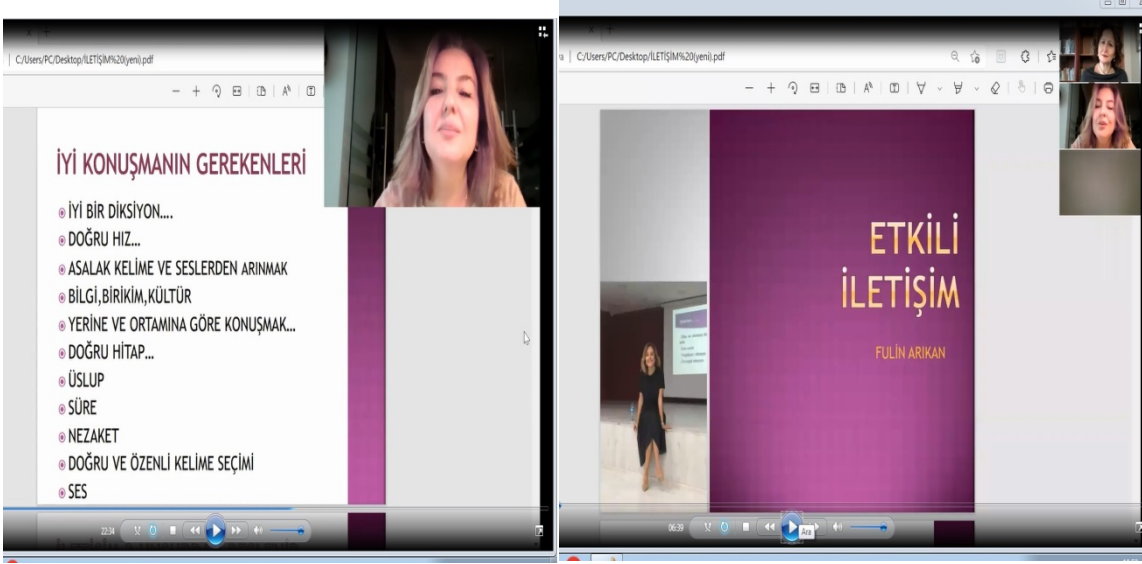 C:/Users/PC/Desktop/İLETİŞİM%20(yeni).pdf
İYİ KONUŞMANIN GEREKENLERİ
İYİ BİR DİKSİYON....
DOĞRU HIZ...
ASALAK KELİME VE SESLERDEN ARINMAK
BİLGİ,BİRİKİM,KÜLTÜR
YERİNE VE ORTAMINA GÖRE KONUŞMAK...
DOĞRU HİTAP...
ÜSLUP
SÜRE
NEZAKET
DOĞRU VE ÖZENLİ KELİME SEÇİMİ
SES
22:34
C:/Users/PC/Desktop/İLETİŞİM%20(yeni).pdf
ETKİLİ
İLETİŞİM
FULİN ARIKAN
06:39
Ara